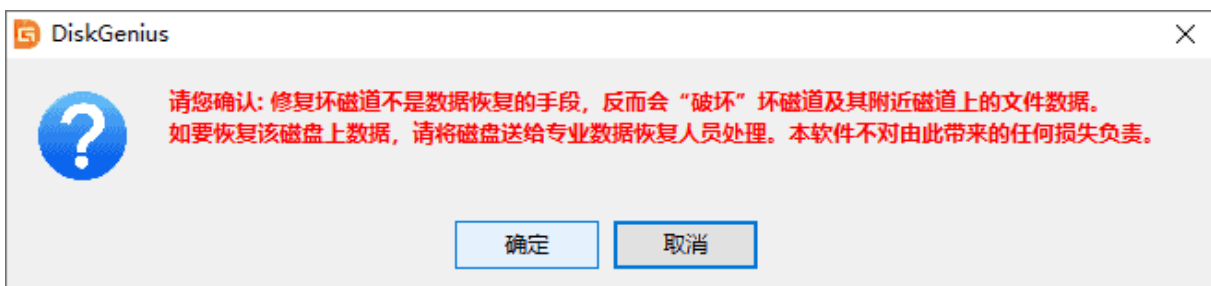 DiskGenius
请您确认: 修复坏磁道不是数据恢复的手段，反而会“破坏”坏磁道及其附近磁道上的文件数据。
如要恢复该磁盘上数据，请将磁盘送给专业数据恢复人员处理。本软件不对由此带来的任何损失负责。
确定 取消